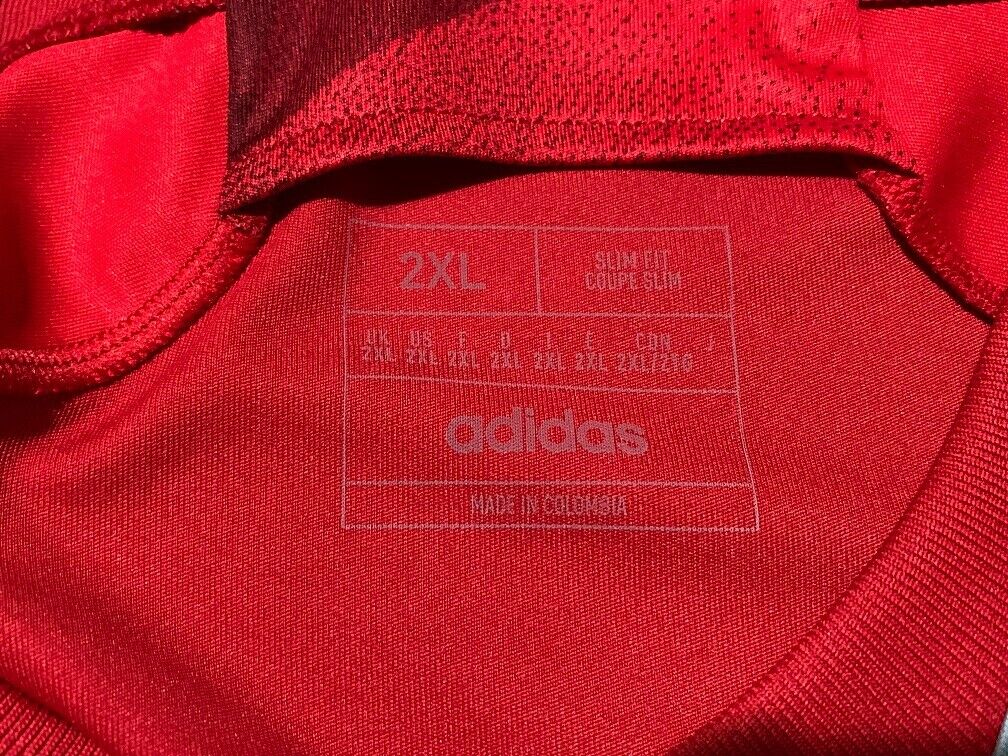 2XL
SLIM FIT
COUPE SLIM
UK US F D I E CDN J
2XL 2XL 2XL 2XL 2XL 2XL 2XL/2TG
adidas
MADE IN COLOMBIA